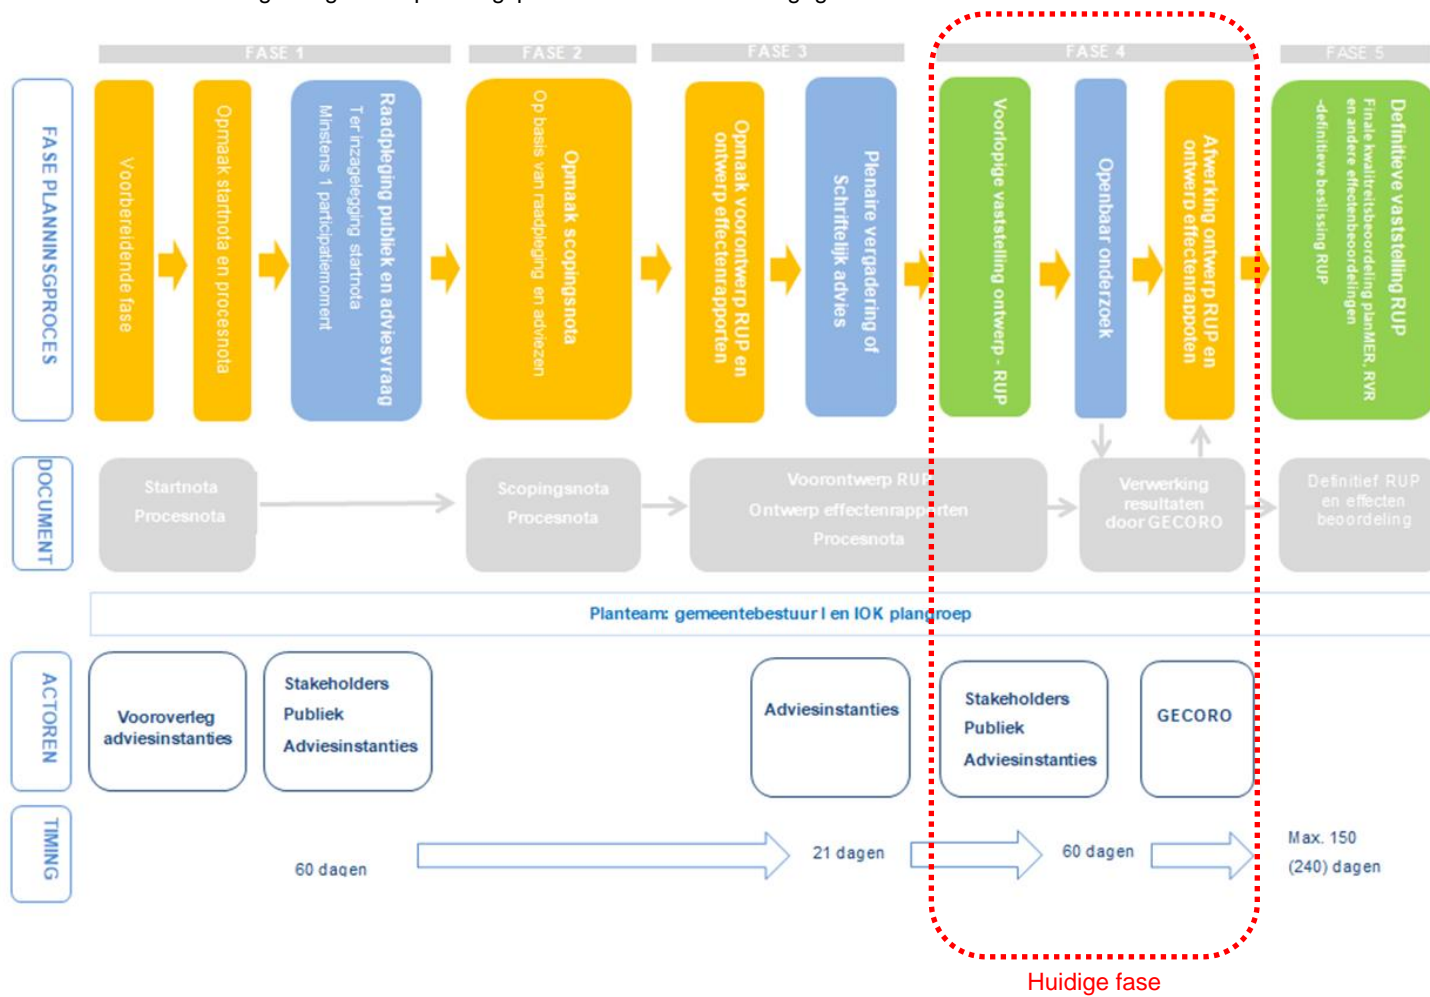 FASE 1
FASE 2
FASE 3
FASE 4
FASE 5
FASE PLANNINSGPROCES
Voorbereidende fase
Opmaak startnota en procesnota
Raadpleging publiek en adviesvraag
Ter inzagelegging startnota
Minstens 1 participatiemoment
Opmaak scopingsnota
Op basis van raadpleging en adviezen
Opmaak voorontwerp RUP en
ontwerp effectenrapporten
Plenaire vergadering of
Schriftelijk advies
Voorlopige vaststelling ontwerp - RUP
Openbaar onderzoek
Afwerking ontwerp RUP en
ontwerp effectenrappoten
Definitieve vaststelling RUP
Finale kwalitreitsbeoordeling planMER, RVR
en andere effectenbeoordelingen
-definitieve beslissing RUP
DOCUMENT
Startnota
Procesnota
Scopingsnota
Procesnota
Voorontwerp RUP
Ontwerp effectenrapporten
Procesnota
Verwerking
resultaten
door GECORO
Definitief RUP
en effecten
beoordeling
Planteam: gemeentebestuur I en IOK plangroep
ACTOREN
Vooroverleg
adviesinstanties
Stakeholders
Publiek
Adviesinstanties
Adviesinstanties
Stakeholders
Publiek
Adviesinstanties
GECORO
TIMING
60 dagen
21 dagen
60 dagen
Max. 150
(240) dagen
Huidige fase